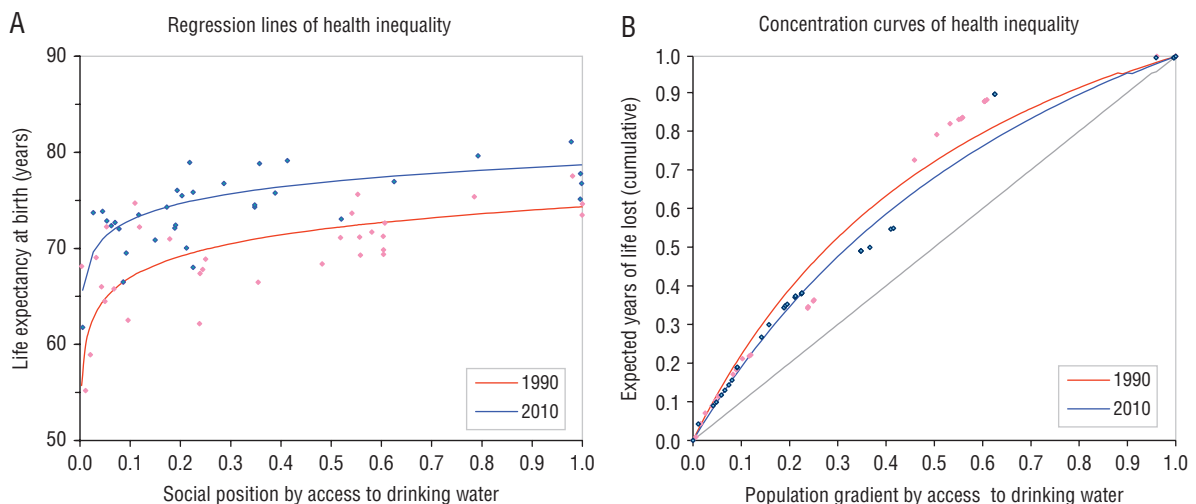 A
Regression lines of health inequality
Life expectancy at birth (years)
90
80
70
60
50
0.0 0.1 0.2 0.3 0.4 0.5 0.6 0.7 0.8 0.9 1.0
Social position by access to drinking water
1990
2010
B
Concentration curves of health inequality
Expected years of life lost (cumulative)
1.0
0.9
0.8
0.7
0.6
0.5
0.4
0.3
0.2
0.1
0.0
0.0 0.1 0.2 0.3 0.4 0.5 0.6 0.7 0.8 0.9 1.0
Population gradient by access to drinking water
1990
2010